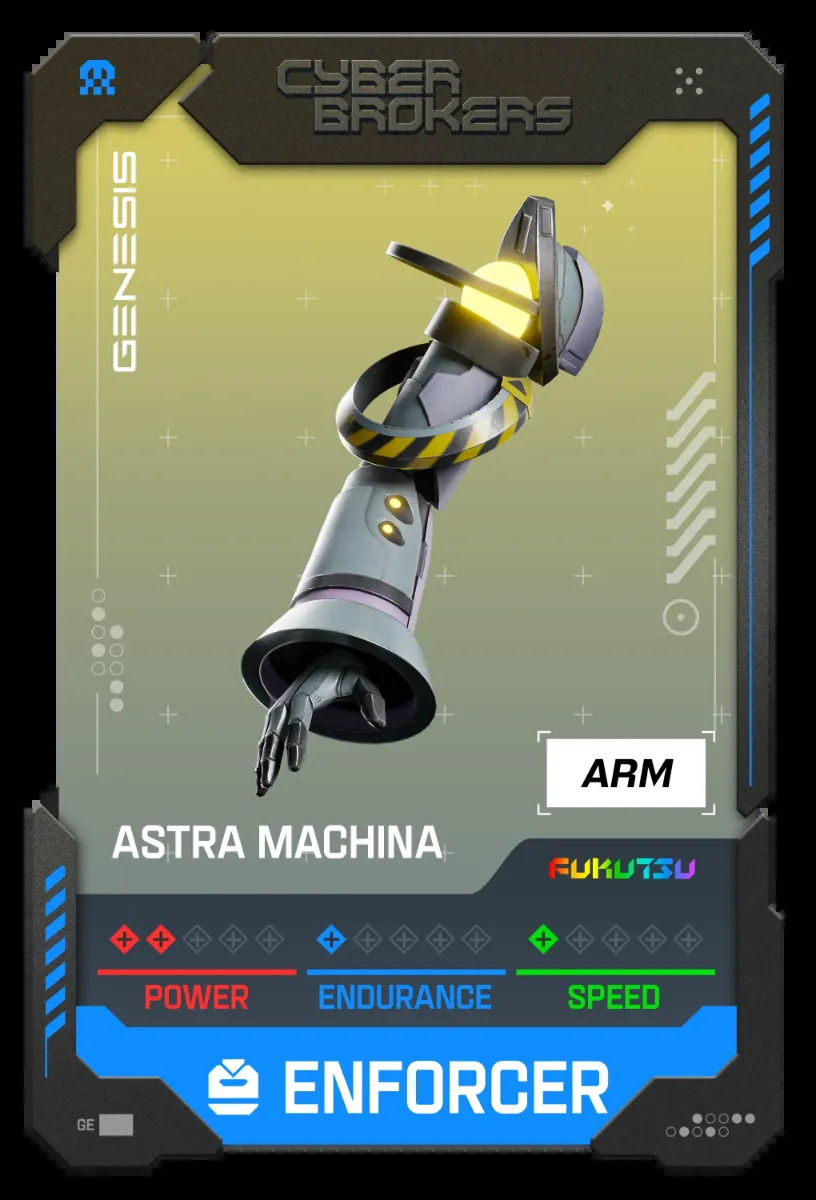 CYBER
BROKERS
GENESIS
ARM
ASTRA MACHINA
FUKUTSU
POWER
ENDURANCE
SPEED
ENFORCER
GE